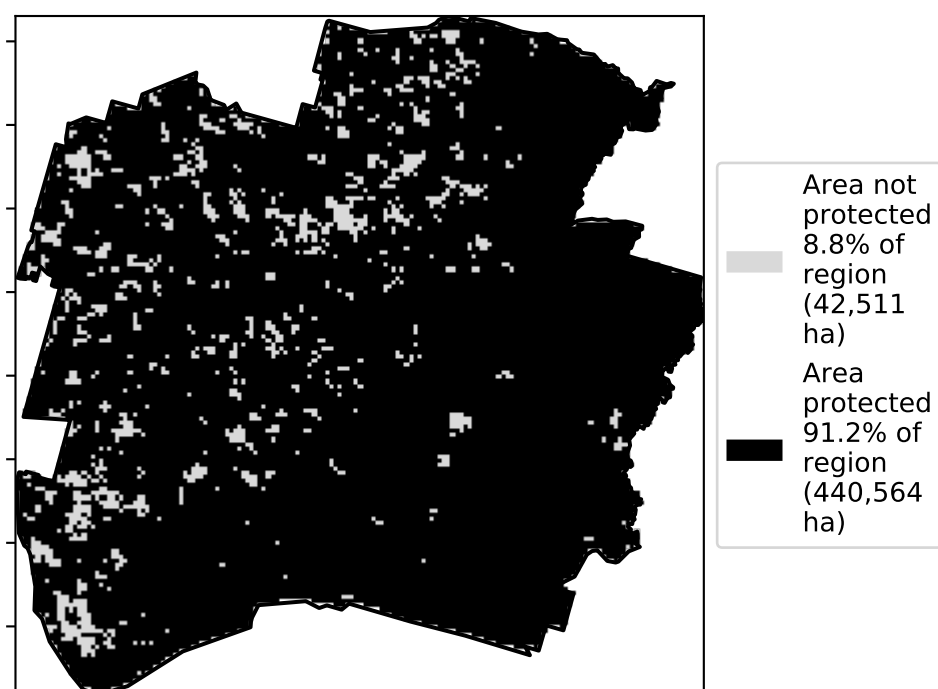 Area not
protected
8.8% of
region
(42,511
ha)
Area
protected
91.2% of
region
(440,564
ha)